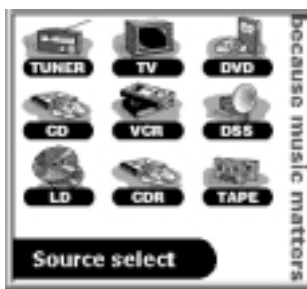 TUNER TV DVD
CD VCR DSS
LD CDR TAPE
Source select
because music matters